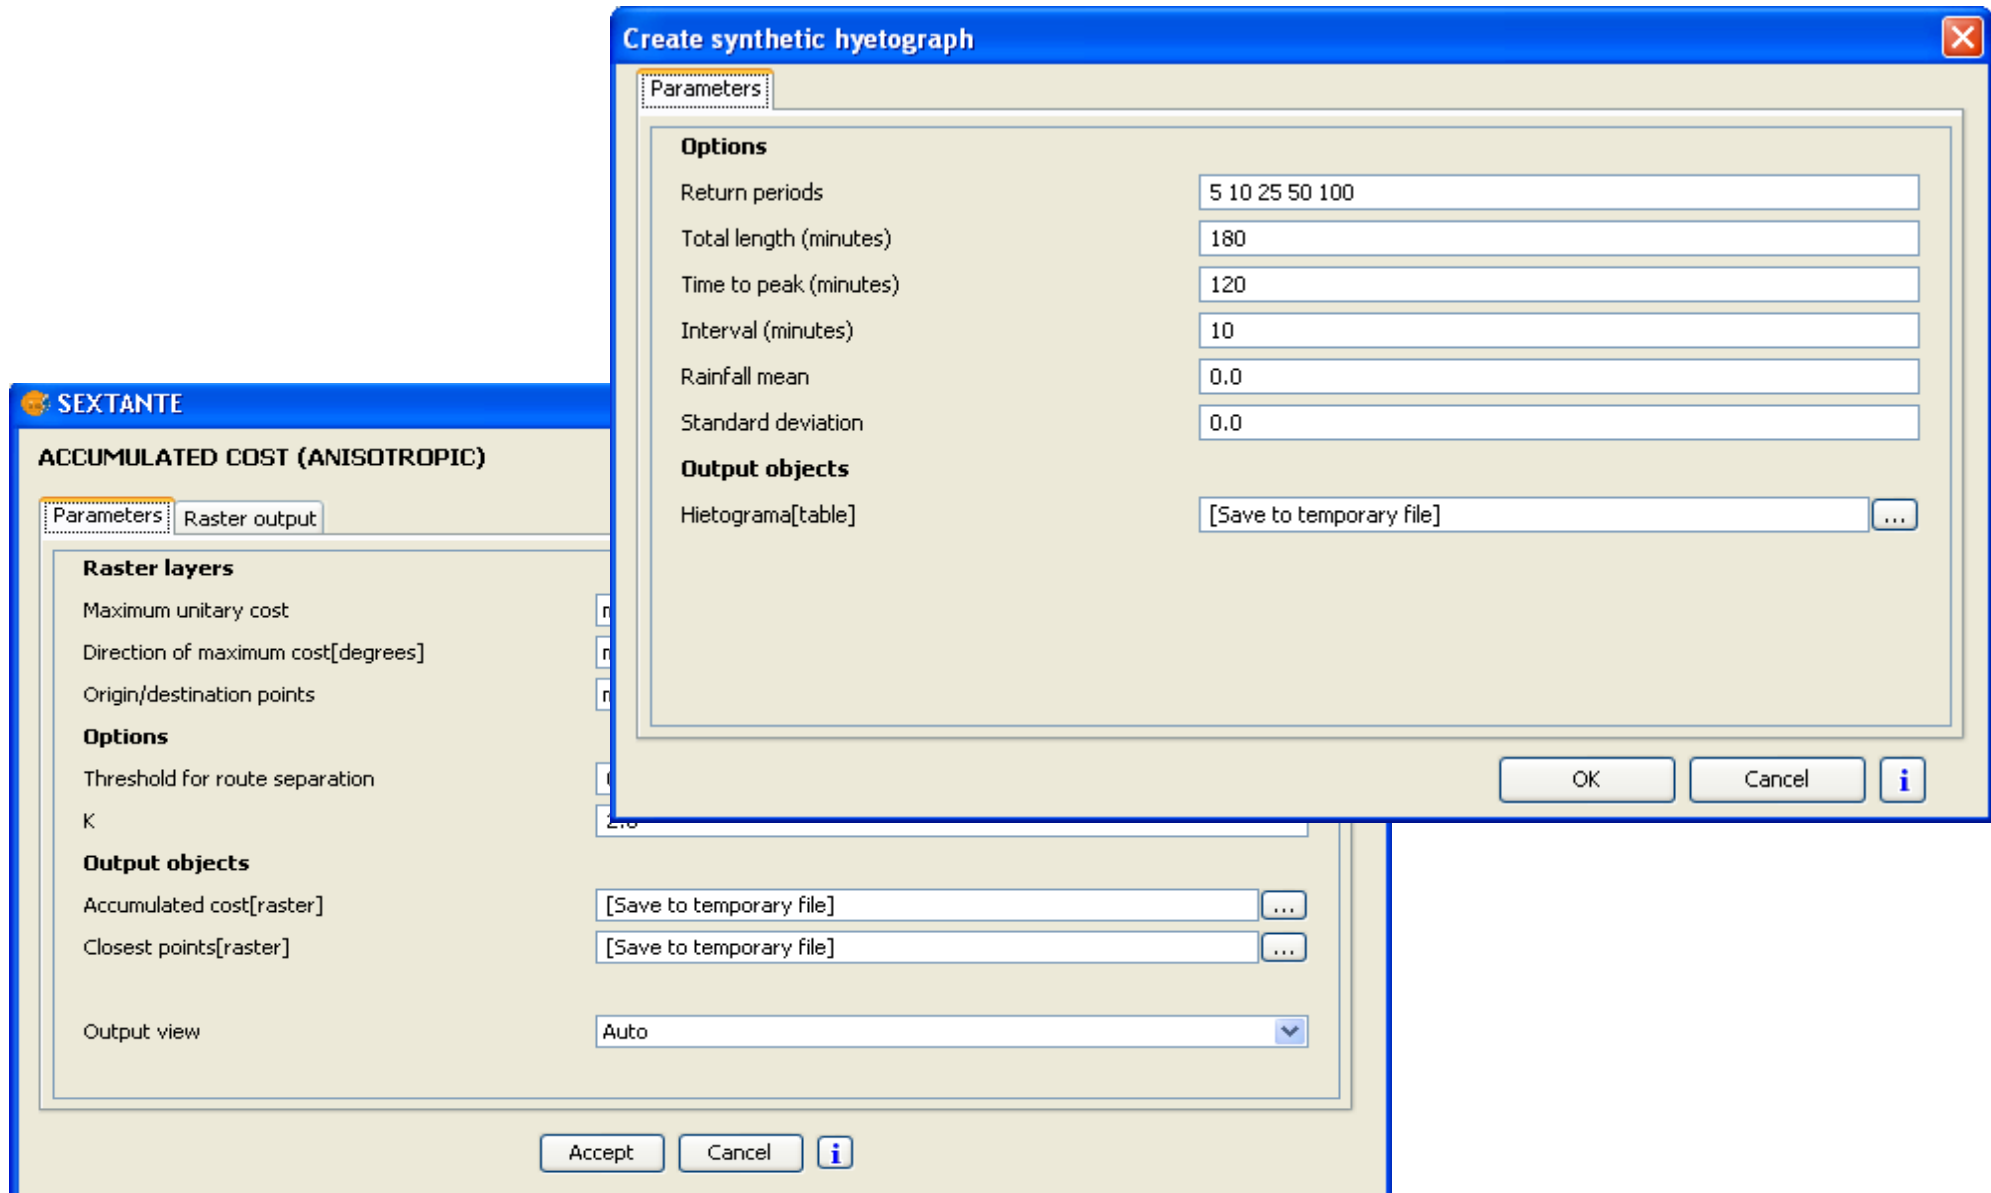 Create synthetic hyetograph
Parameters
Options
Return periods 5 10 25 50 100
Total length (minutes) 180
Time to peak (minutes) 120
Interval (minutes) 10
Rainfall mean 0.0
Standard deviation 0.0
Output objects
Hietograma[table] [Save to temporary file] ...
OK Cancel i
SEXTANTE
ACCUMULATED COST (ANISOTROPIC)
Parameters Raster output
Raster layers
Maximum unitary cost
Direction of maximum cost[degrees]
Origin/destination points
Options
Threshold for route separation
K
Output objects
Accumulated cost[raster] [Save to temporary file] ...
Closest points[raster] [Save to temporary file] ...
Output view Auto
Accept Cancel i